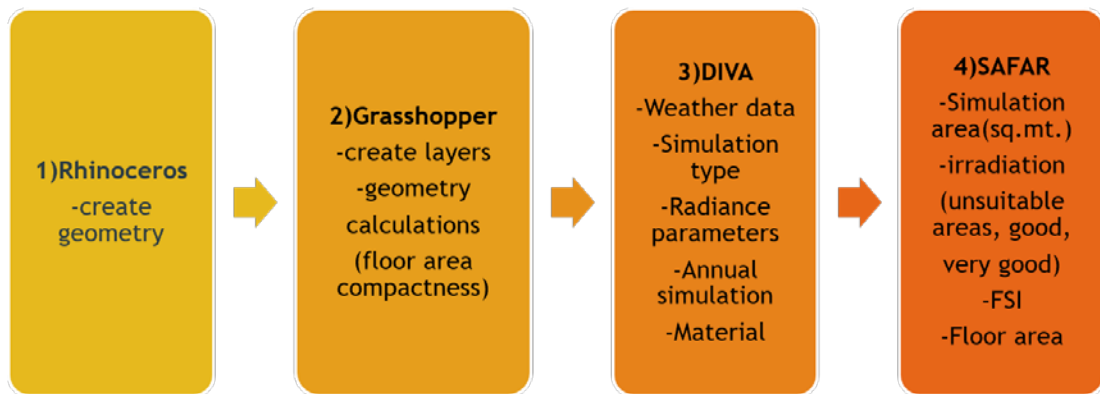 1)Rhinoceros
-create
geometry
2)Grasshopper
-create layers
-geometry
calculations
(floor area
compactness)
3)DIVA
-Weather data
-Simulation
type
-Radiance
parameters
-Annual
simulation
-Material
4)SAFAR
-Simulation
area(sq.mt.)
-irradiation
(unsuitable
areas, good,
very good)
-FSI
-Floor area